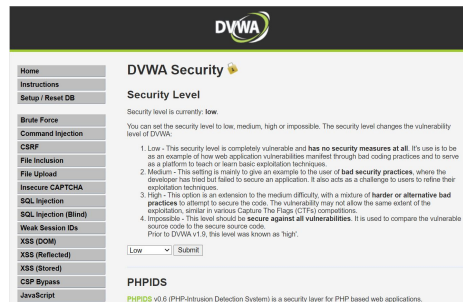 DVWA
Home
Instructions
Setup / Reset DB
Brute Force
Command Injection
CSRF
File Inclusion
File Upload
Insecure CAPTCHA
SQL Injection
SQL Injection (Blind)
Weak Session IDs
XSS (DOM)
XSS (Reflected)
XSS (Stored)
CSP Bypass
JavaScript
DVWA Security
Security Level
Security level is currently: low.
You can set the security level to low, medium, high or impossible. The security level changes the vulnerability
level of DVWA:
1. Low - This security level is completely vulnerable and has no security measures at all. It's use is to be
as an example of how web application vulnerabilities manifest through bad coding practices and to serve
as a platform to teach or learn basic exploitation techniques.
2. Medium - This setting is mainly to give an example to the user of bad security practices, where the
developer has tried but failed to secure an application. It also acts as a challenge to users to refine their
exploitation techniques.
3. High - This option is an extension to the medium difficulty, with a mixture of harder or alternative bad
practices to attempt to secure the code. The vulnerability may not allow the same extent of the
exploitation, similar in various Capture The Flags (CTFs) competitions.
4. Impossible - This level should be secure against all vulnerabilities. It is used to compare the vulnerable
source code to the secure source code.
Prior to DVWA v1.9, this level was known as 'high'.
Low Submit
PHPIDS
PHPIDS v0.6 (PHP-Intrusion Detection System) is a security layer for PHP based web applications.